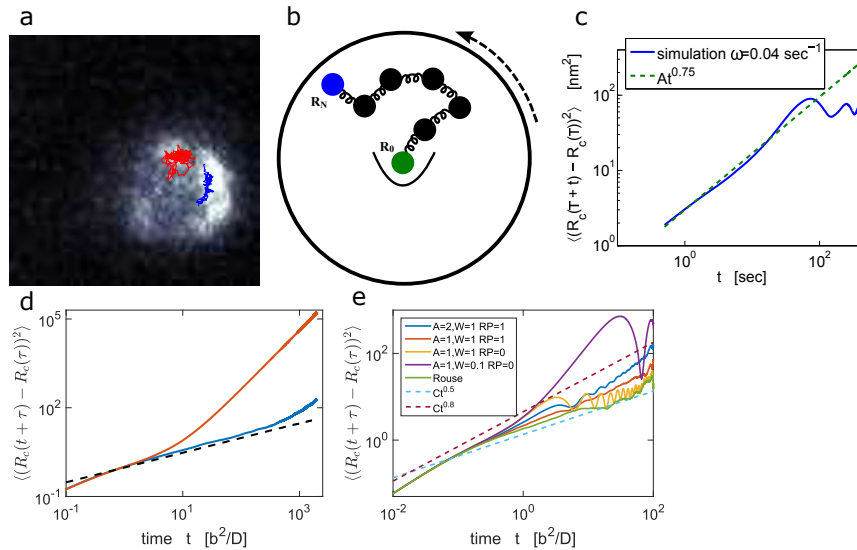 a
b
c
R_N
R_0
simulation ω=0.04 sec⁻¹
At^0.75
⟨(R_c(τ + t) − R_c(τ))²⟩ [nm²]
10²
10¹
10⁰
10⁰
10²
t [sec]
d
e
⟨(R_c(t + τ) − R_c(τ))²⟩
10⁵
10²
10⁻¹
10⁻¹
10¹
10³
time t [b²/D]
⟨(R_c(t + τ) − R_c(τ))²⟩
A=2,W=1 RP=1
A=1,W=1 RP=1
A=1,W=1 RP=0
A=1,W=0.1 RP=0
Rouse
Ct^0.5
Ct^0.8
10²
10⁰
10⁻²
10⁰
10²
time t [b²/D]